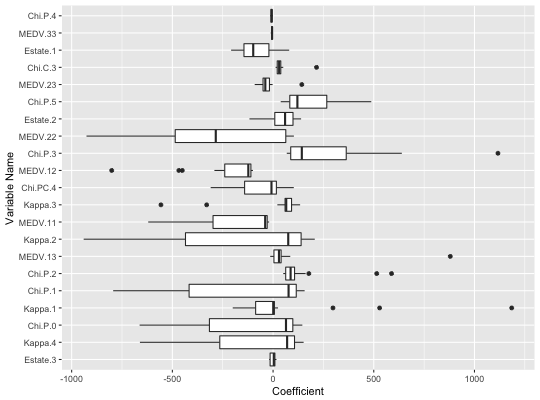 Chi.P.4
MEDV.33
Estate.1
Chi.C.3
MEDV.23
Chi.P.5
Estate.2
MEDV.22
Chi.P.3
MEDV.12
Chi.PC.4
Kappa.3
MEDV.11
Kappa.2
MEDV.13
Chi.P.2
Chi.P.1
Kappa.1
Chi.P.0
Kappa.4
Estate.3
Variable Name
-1000 -500 0 500 1000
Coefficient